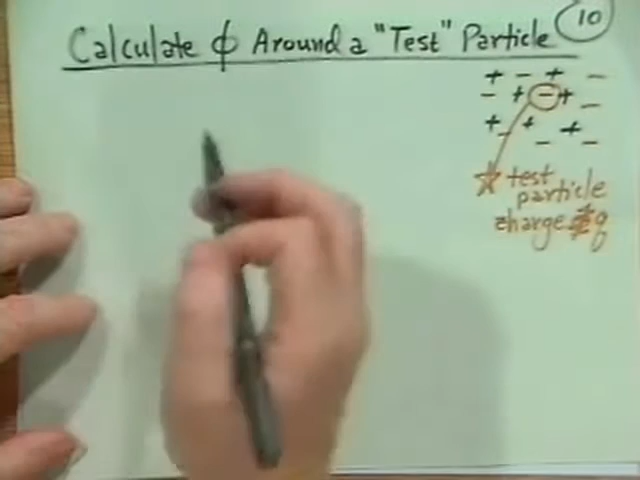 Calculate ϕ Around a "Test" Particle 10
+ - + -
- + - + -
+ + + -
- -
test
particle
charge q